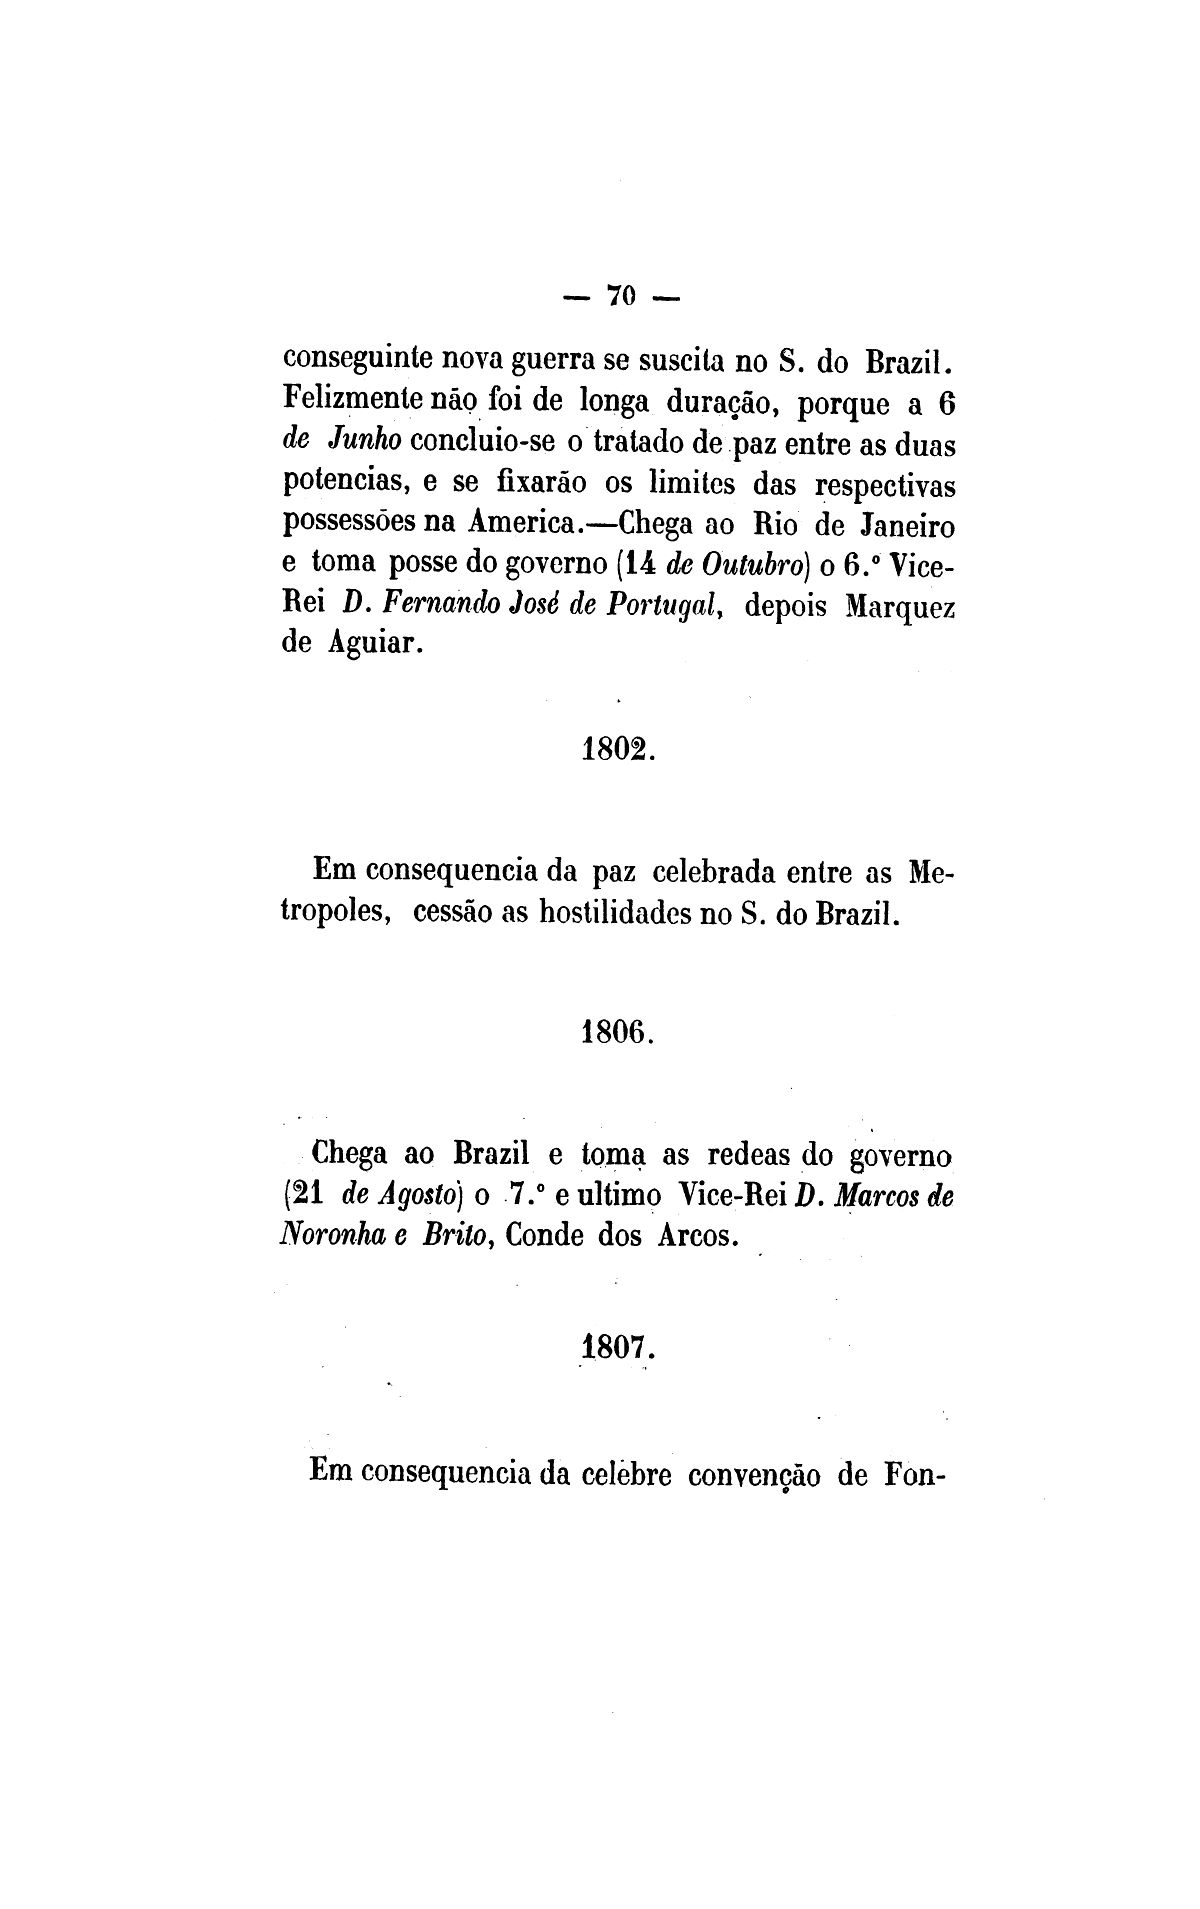 — 70 —
conseguinte nova guerra se suscita no S. do Brazil.
Felizmente não foi de longa duração, porque a 6
de Junho concluio-se o tratado de paz entre as duas
potencias, e se fixarão os limites das respectivas
possessões na America.—Chega ao Rio de Janeiro
e toma posse do governo (14 de Outubro) o 6.º Vice-
Rei D. Fernando José de Portugal, depois Marquez
de Aguiar.
1802.
Em consequencia da paz celebrada entre as Me-
tropoles, cessão as hostilidades no S. do Brazil.
1806.
Chega ao Brazil e toma as redeas do governo
(21 de Agosto) o 7.º e ultimo Vice-Rei D. Marcos de
Noronha e Brito, Conde dos Arcos.
1807.
Em consequencia da celebre convenção de Fon-